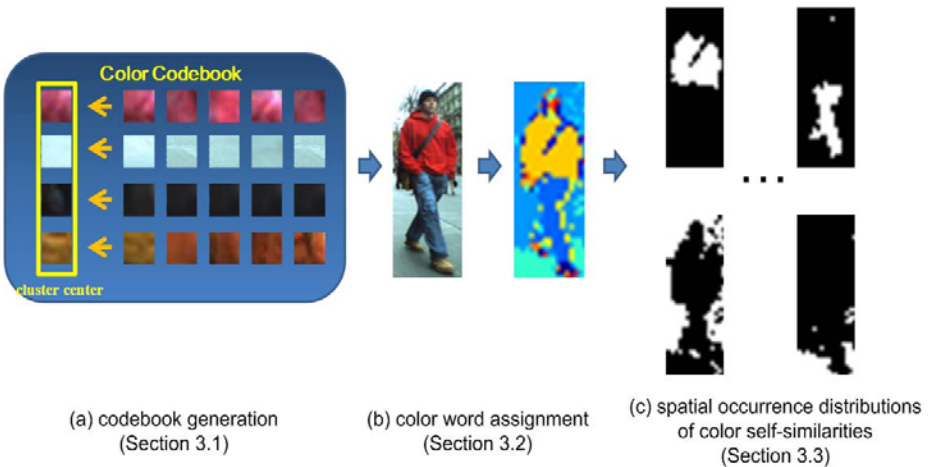 Color Codebook
cluster center
. . .
(a) codebook generation
(Section 3.1)
(b) color word assignment
(Section 3.2)
(c) spatial occurrence distributions
of color self-similarities
(Section 3.3)